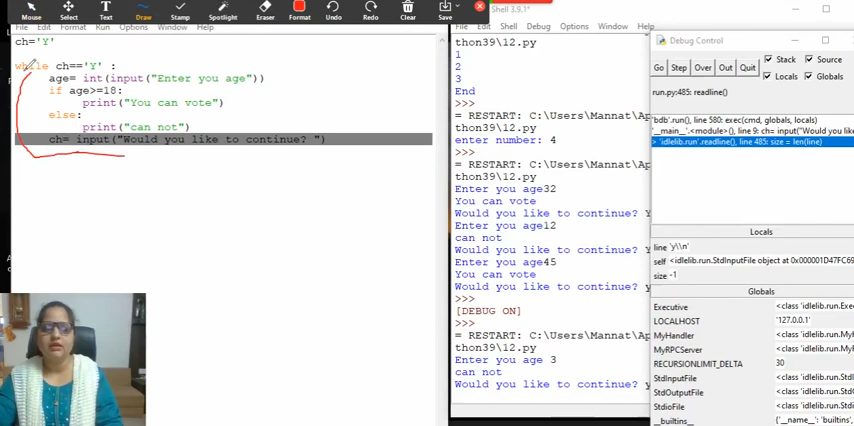 Mouse Select Text Draw Stamp Spotlight Eraser Format Undo Redo Clear Save
File Edit Format Run Options Window Help
ch='Y'
while ch=='Y' :
age= int(input("Enter you age"))
if age>=18:
print("You can vote")
else:
print("can not")
ch= input("Would you like to continue? ")
Shell 3.9.1*
File Edit Shell Debug Options Window
thon39\12.py
1
2
3
End
>>>
= RESTART: C:\Users\Mannat\Ap
thon39\12.py
enter number: 4
>>>
= RESTART: C:\Users\Mannat\Ap
thon39\12.py
Enter you age32
You can vote
Would you like to continue? Y
Enter you age12
can not
Would you like to continue? Y
Enter you age45
You can vote
Would you like to continue? y
>>>
[DEBUG ON]
>>>
= RESTART: C:\Users\Mannat\Ap
thon39\12.py
Enter you age 3
can not
Would you like to continue? y
Debug Control
Go Step Over Out Quit
Stack Source
Locals Globals
run.py:485: readline()
'bdb'.run(), line 580: exec(cmd, globals, locals)
'__main__'.<module>(), line 9: ch= input("Would you like
> 'idlelib.run'.readline(), line 485: size = len(line)
Locals
line 'y\\n'
self <idlelib.run.StdInputFile object at 0x000001D47FC69
size -1
Globals
Executive <class 'idlelib.run.Exec
LOCALHOST '127.0.0.1'
MyHandler <class 'idlelib.run.MyH
MyRPCServer <class 'idlelib.run.MyR
RECURSIONLIMIT_DELTA 30
StdInputFile <class 'idlelib.run.StdI
StdOutputFile <class 'idlelib.run.Std
StdioFile <class 'idlelib.run.Std
__builtins__ {'__name__': 'builtins',